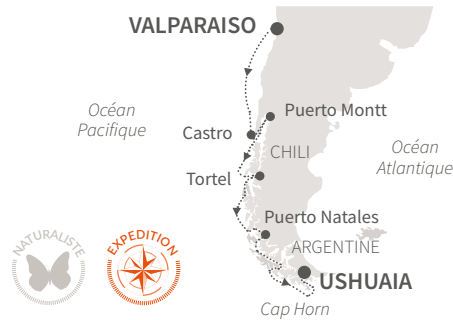 VALPARAISO
Océan
Pacifique
Puerto Montt
Castro
CHILI
Océan
Atlantique
Tortel
Puerto Natales
NATURALISTE
EXPEDITION
ARGENTINE
USHUAIA
Cap Horn